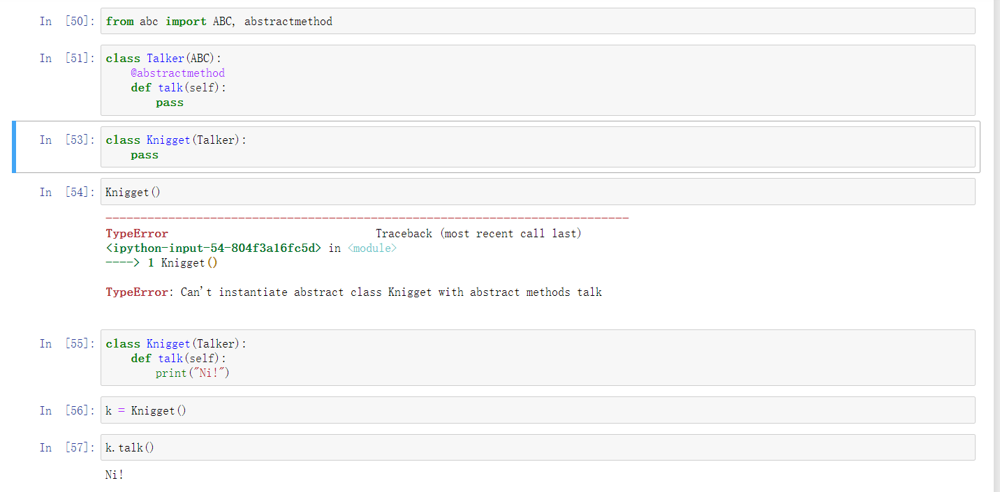 In [50]: from abc import ABC, abstractmethod
In [51]: class Talker(ABC):
@abstractmethod
def talk(self):
pass
In [53]: class Knigget(Talker):
pass
In [54]: Knigget()
---------------------------------------------------------------------------
TypeError Traceback (most recent call last)
<ipython-input-54-804f3a16fc5d> in <module>
----> 1 Knigget()
TypeError: Can't instantiate abstract class Knigget with abstract methods talk
In [55]: class Knigget(Talker):
def talk(self):
print("Ni!")
In [56]: k = Knigget()
In [57]: k.talk()
Ni!